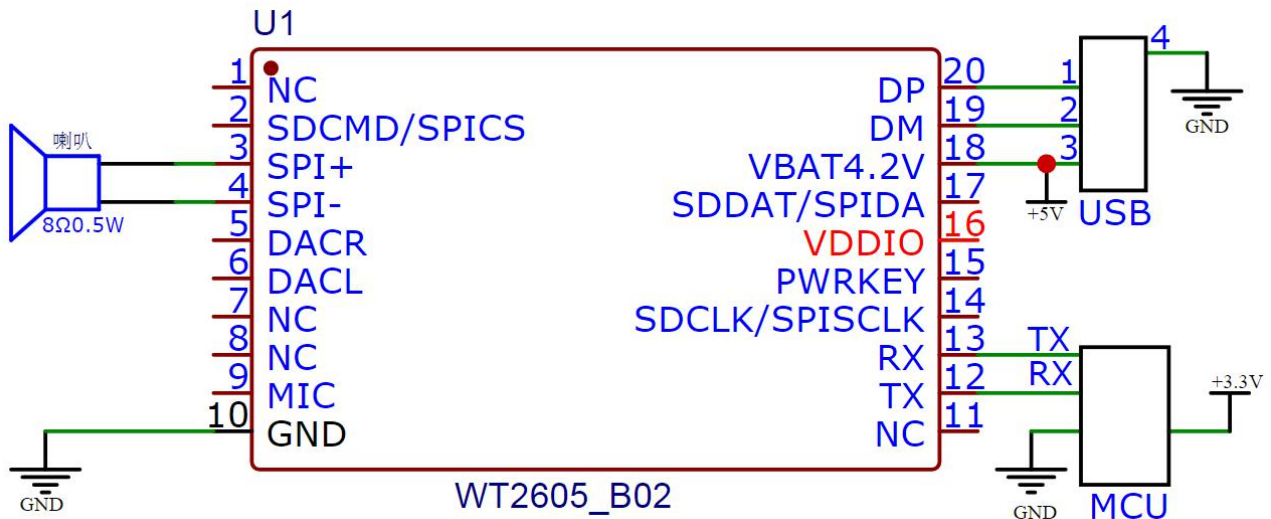 U1
1 NC
2 SDCMD/SPICS
3 SPI+
4 SPI-
5 DACR
6 DACL
7 NC
8 NC
9 MIC
10 GND
DP 20
DM 19
VBAT4.2V 18
SDDAT/SPIDA 17
VDDIO 16
PWRKEY 15
SDCLK/SPISCLK 14
RX 13
TX 12
NC 11
WT2605_B02
喇叭
8Ω0.5W
GND
1
2
3
4
USB
GND
+5V
TX
RX
MCU
GND
+3.3V